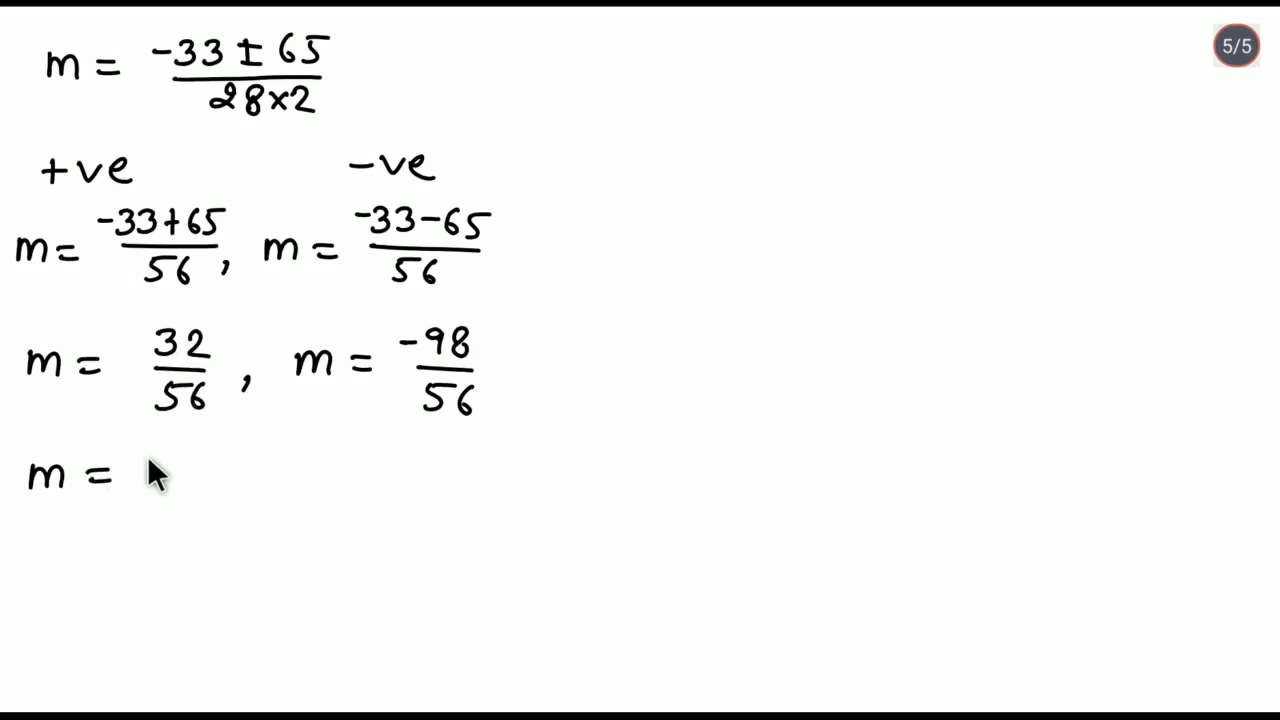 5/5
m = -33 ± 65 / 28×2
+ve -ve
m = -33+65 / 56 , m = -33-65 / 56
m = 32 / 56 , m = -98 / 56
m =